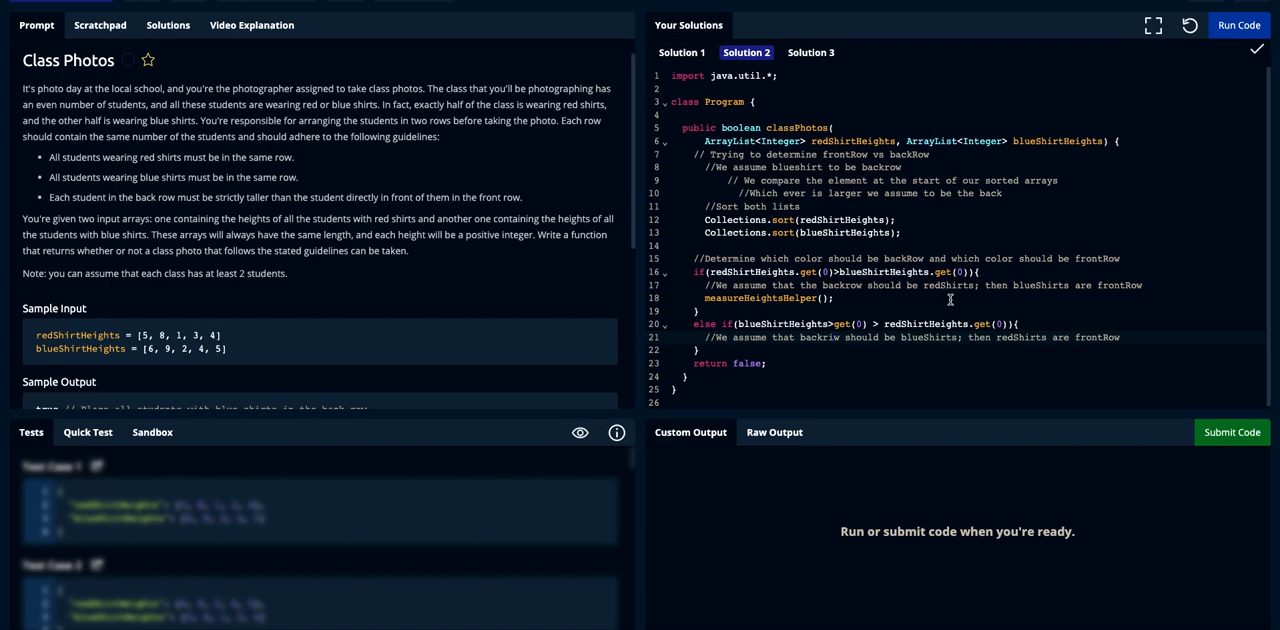 Prompt Scratchpad Solutions Video Explanation
Class Photos
It's photo day at the local school, and you're the photographer assigned to take class photos. The class that you'll be photographing has
an even number of students, and all these students are wearing red or blue shirts. In fact, exactly half of the class is wearing red shirts,
and the other half is wearing blue shirts. You're responsible for arranging the students in two rows before taking the photo. Each row
should contain the same number of the students and should adhere to the following guidelines:
• All students wearing red shirts must be in the same row.
• All students wearing blue shirts must be in the same row.
• Each student in the back row must be strictly taller than the student directly in front of them in the front row.
You're given two input arrays: one containing the heights of all the students with red shirts and another one containing the heights of all
the students with blue shirts. These arrays will always have the same length, and each height will be a positive integer. Write a function
that returns whether or not a class photo that follows the stated guidelines can be taken.
Note: you can assume that each class has at least 2 students.
Sample Input
redShirtHeights = [5, 8, 1, 3, 4]
blueShirtHeights = [6, 9, 2, 4, 5]
Sample Output
Tests Quick Test Sandbox
Test Case 1
Test Case 2
Your Solutions
Run Code
Solution 1 Solution 2 Solution 3
1 import java.util.*;
2
3 class Program {
4
5 public boolean classPhotos(
6 ArrayList<Integer> redShirtHeights, ArrayList<Integer> blueShirtHeights) {
7 // Trying to determine frontRow vs backRow
8 //We assume blueshirt to be backrow
9 // We compare the element at the start of our sorted arrays
10 //Which ever is larger we assume to be the back
11 //Sort both lists
12 Collections.sort(redShirtHeights);
13 Collections.sort(blueShirtHeights);
14
15 //Determine which color should be backRow and which color should be frontRow
16 if(redShirtHeights.get(0)>blueShirtHeights.get(0)){
17 //We assume that the backrow should be redShirts; then blueShirts are frontRow
18 measureHeightsHelper();
19 }
20 else if(blueShirtHeights>get(0) > redShirtHeights.get(0)){
21 //We assume that backriw should be blueShirts; then redShirts are frontRow
22 }
23 return false;
24 }
25 }
26
Custom Output Raw Output
Submit Code
Run or submit code when you're ready.